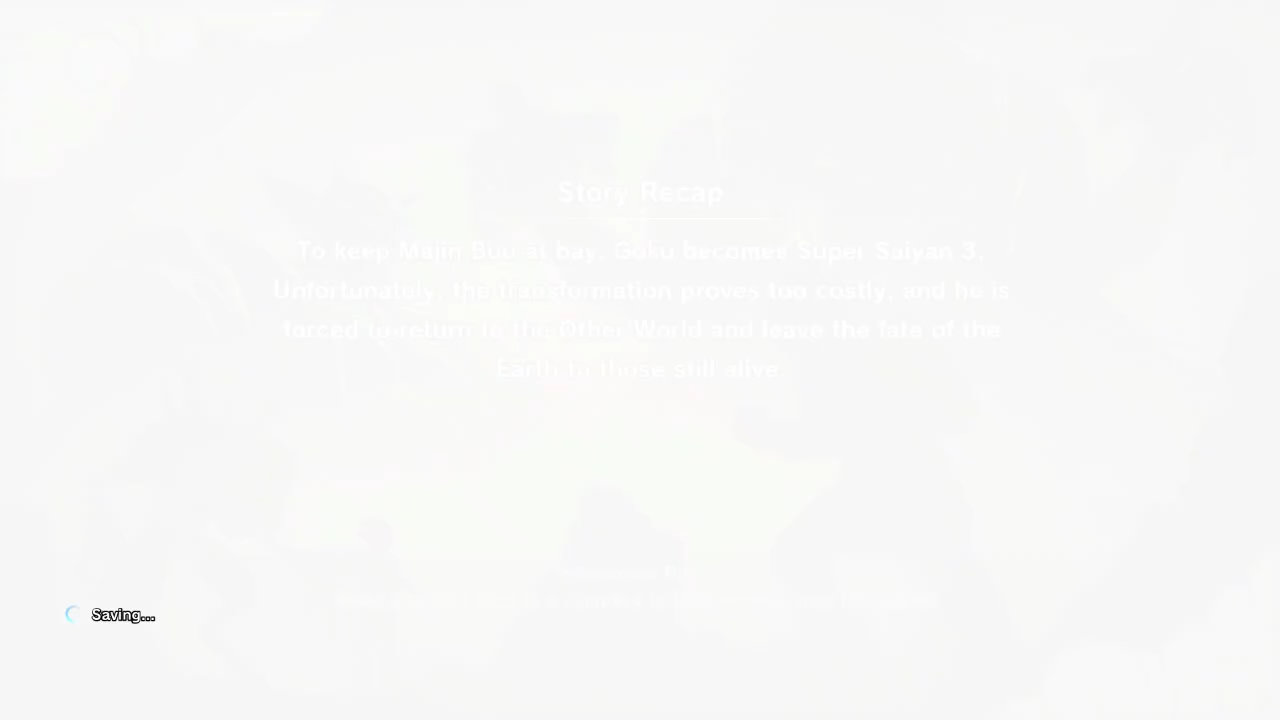 Story Recap
To keep Majin Buu at bay, Goku becomes Super Saiyan 3.
Unfortunately, the transformation proves too costly, and he is
forced to return to the Other World and leave the fate of the
Earth to those still alive.
Saving...